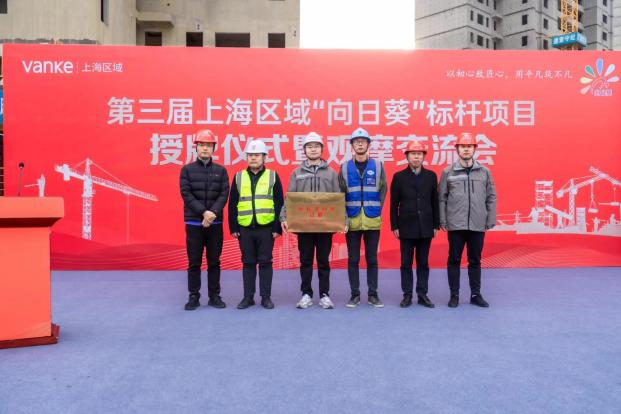 vanke | 上海区域
以初心致匠心，用平凡筑不凡
第三届上海区域“向日葵”标杆项目
授牌仪式暨观摩交流会